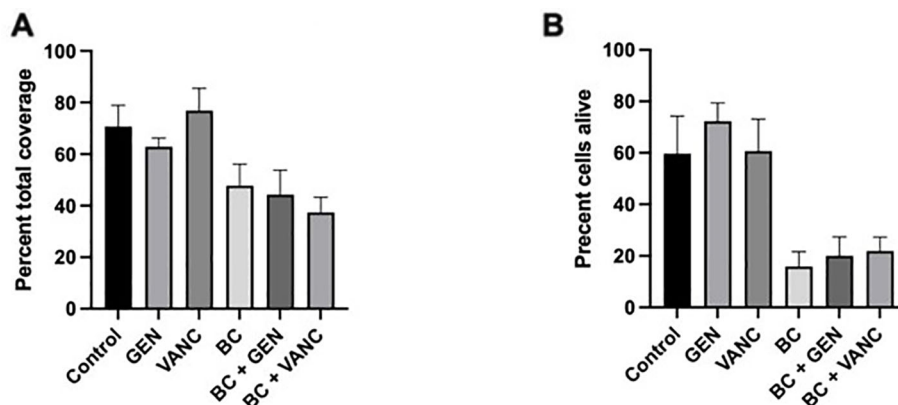 A
Percent total coverage
100
80
60
40
20
0
Control
GEN
VANC
BC
BC + GEN
BC + VANC
B
Precent cells alive
100
80
60
40
20
0
Control
GEN
VANC
BC
BC + GEN
BC + VANC